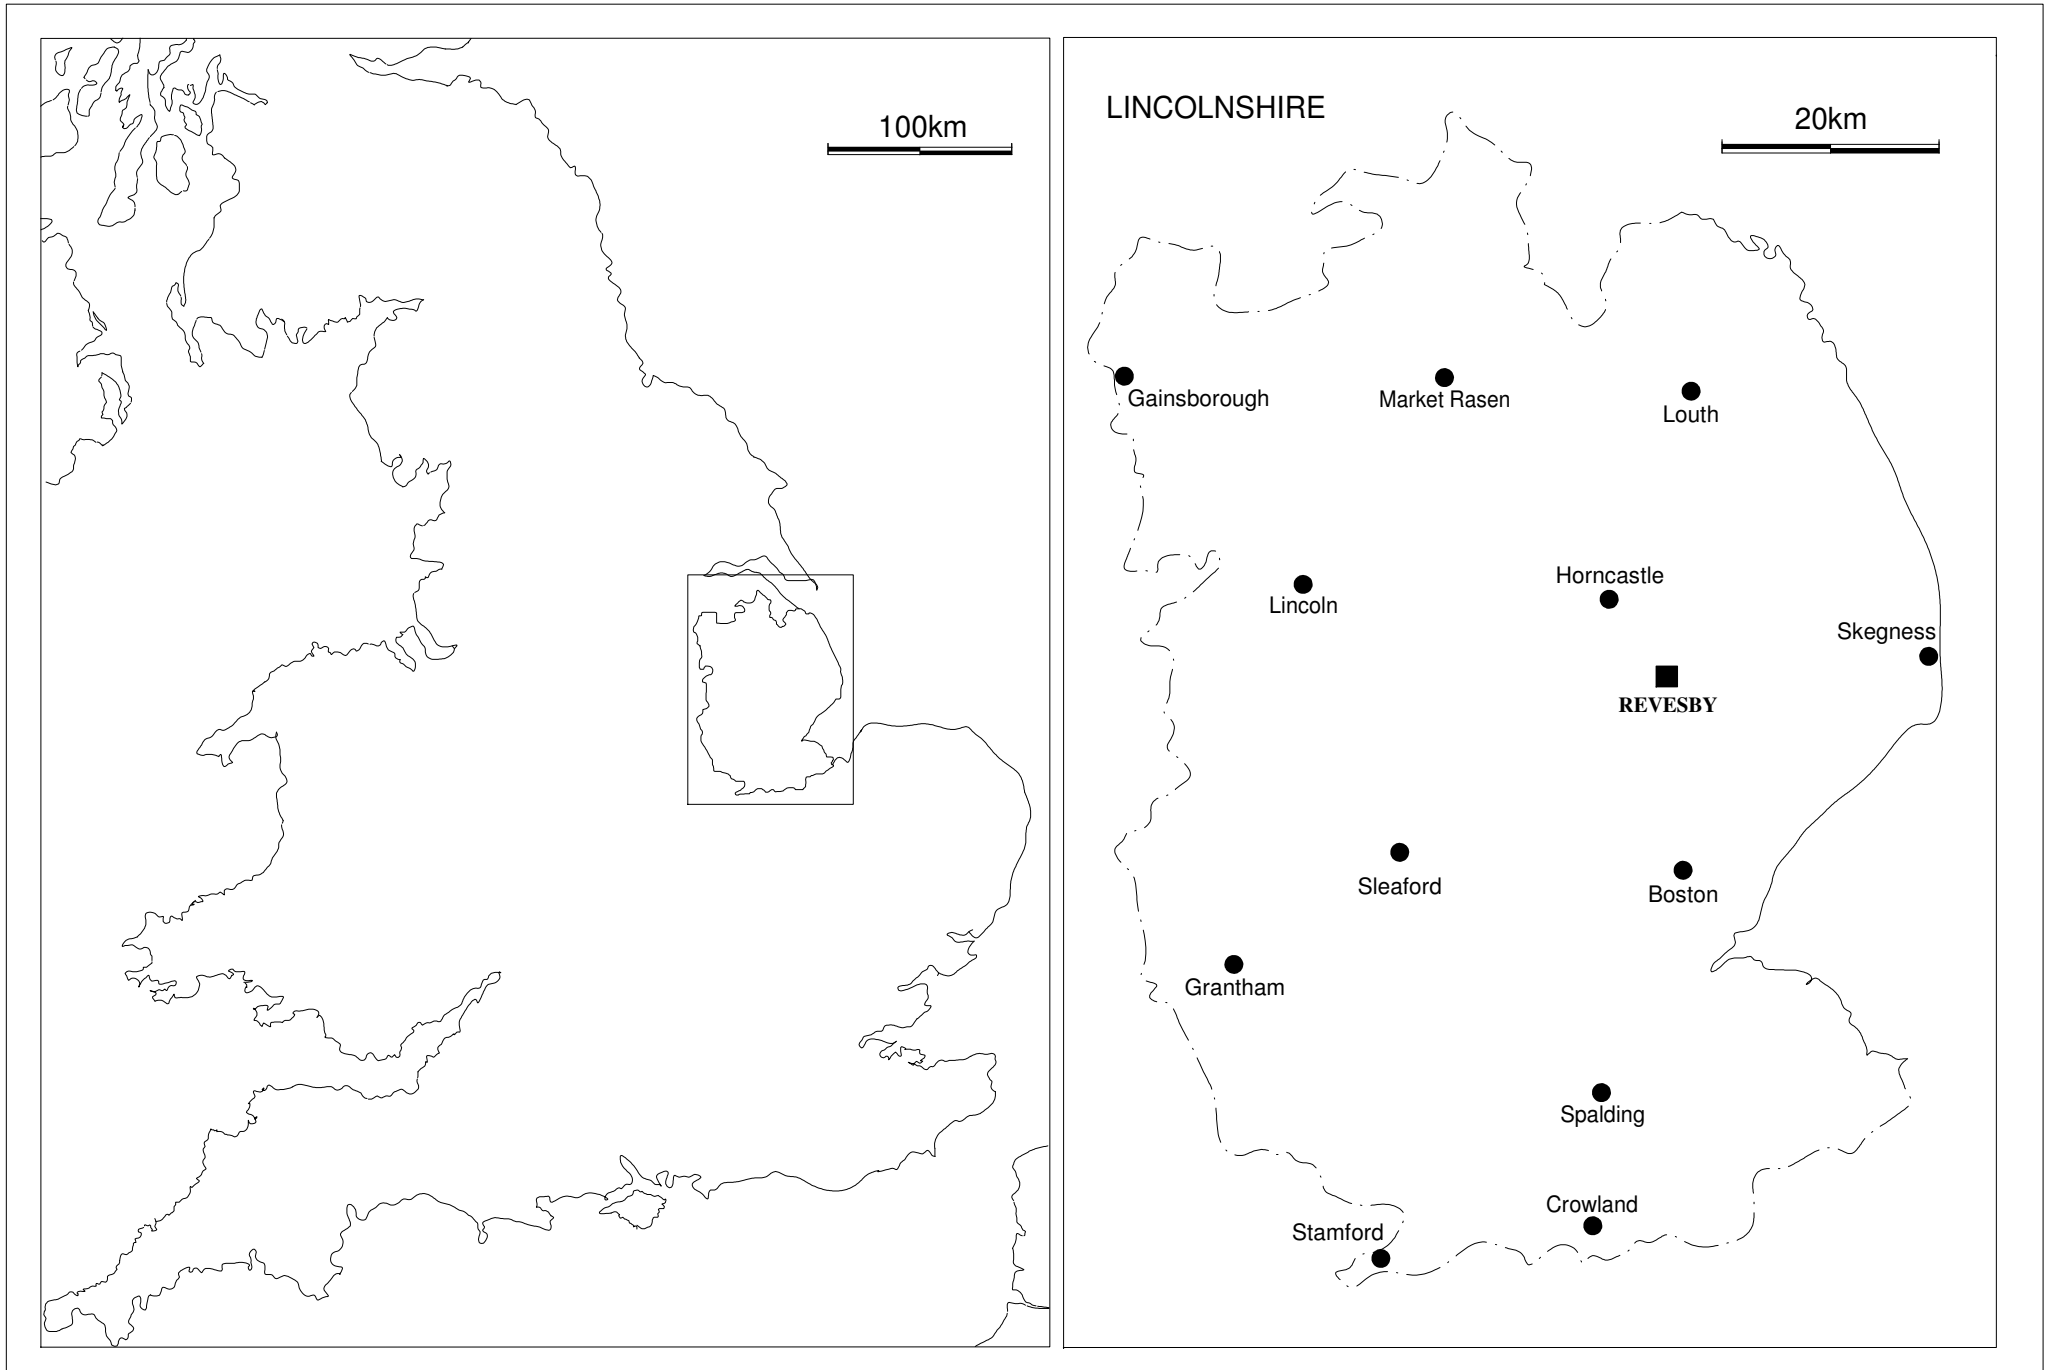 100km
LINCOLNSHIRE
20km
Gainsborough
Market Rasen
Louth
Horncastle
Lincoln
Skegness
REVESBY
Sleaford
Boston
Grantham
Spalding
Crowland
Stamford